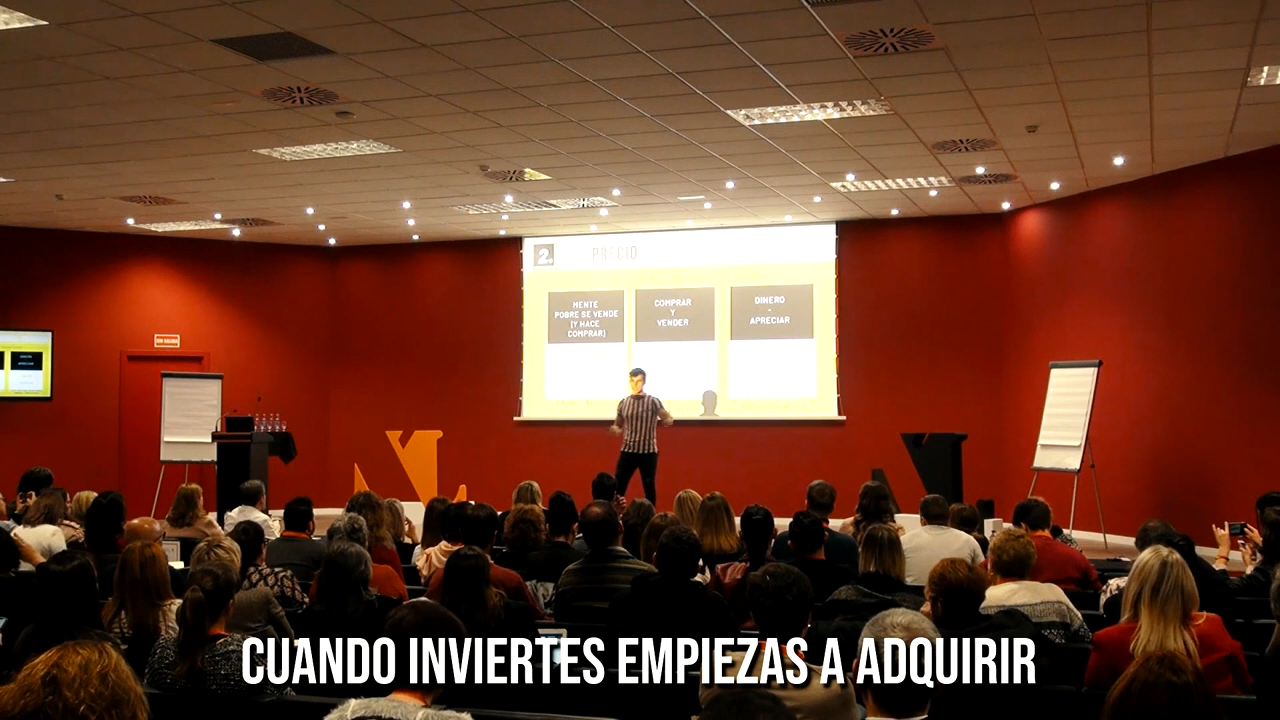 2.
PRECIO
MENTE
POBRE SE VENDE
(Y HACE
COMPRAR)
COMPRAR
Y
VENDER
DINERO
-
APRECIAR
CUANDO INVIERTES EMPIEZAS A ADQUIRIR